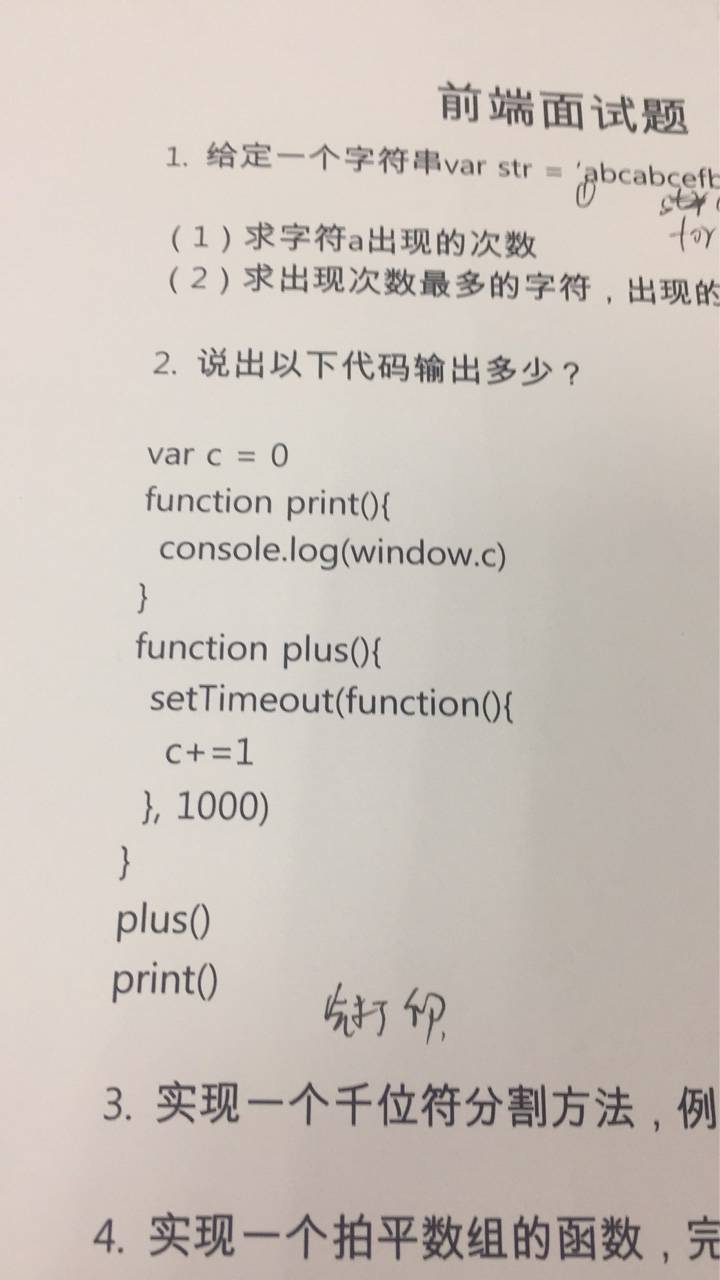 前端面试题
1. 给定一个字符串var str = 'abcabcefb
for
（1）求字符a出现的次数
（2）求出现次数最多的字符，出现的
2. 说出以下代码输出多少？
var c = 0
function print(){
console.log(window.c)
}
function plus(){
setTimeout(function(){
c+=1
}, 1000)
}
plus()
print()
先打印
3. 实现一个千位符分割方法，例
4. 实现一个拍平数组的函数，完